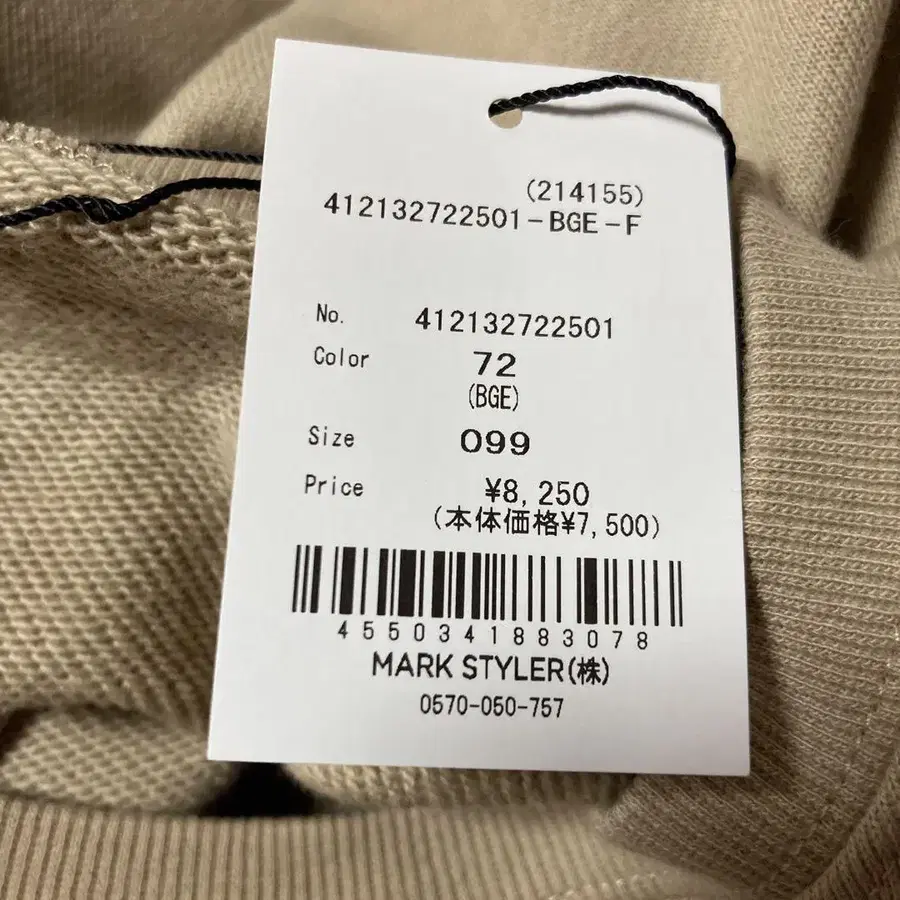 (214155)
412132722501-BGE-F
No. 412132722501
Color 72
(BGE)
Size 099
Price ¥8,250
(本体価格¥7,500)
4550341883078
MARK STYLER(株)
0570-050-757